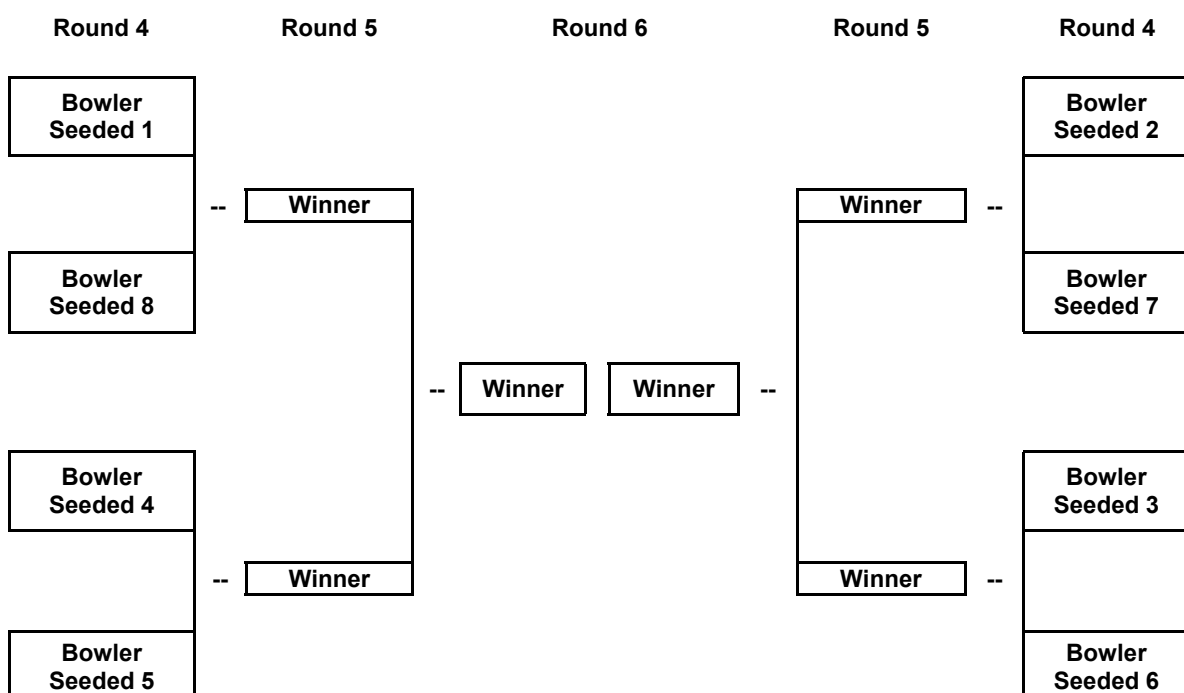 Round 4 Round 5 Round 6 Round 5 Round 4
Bowler
Seeded 1
Bowler
Seeded 2
-- Winner
Winner --
Bowler
Seeded 8
Bowler
Seeded 7
-- Winner Winner --
Bowler
Seeded 4
Bowler
Seeded 3
-- Winner
Winner --
Bowler
Seeded 5
Bowler
Seeded 6